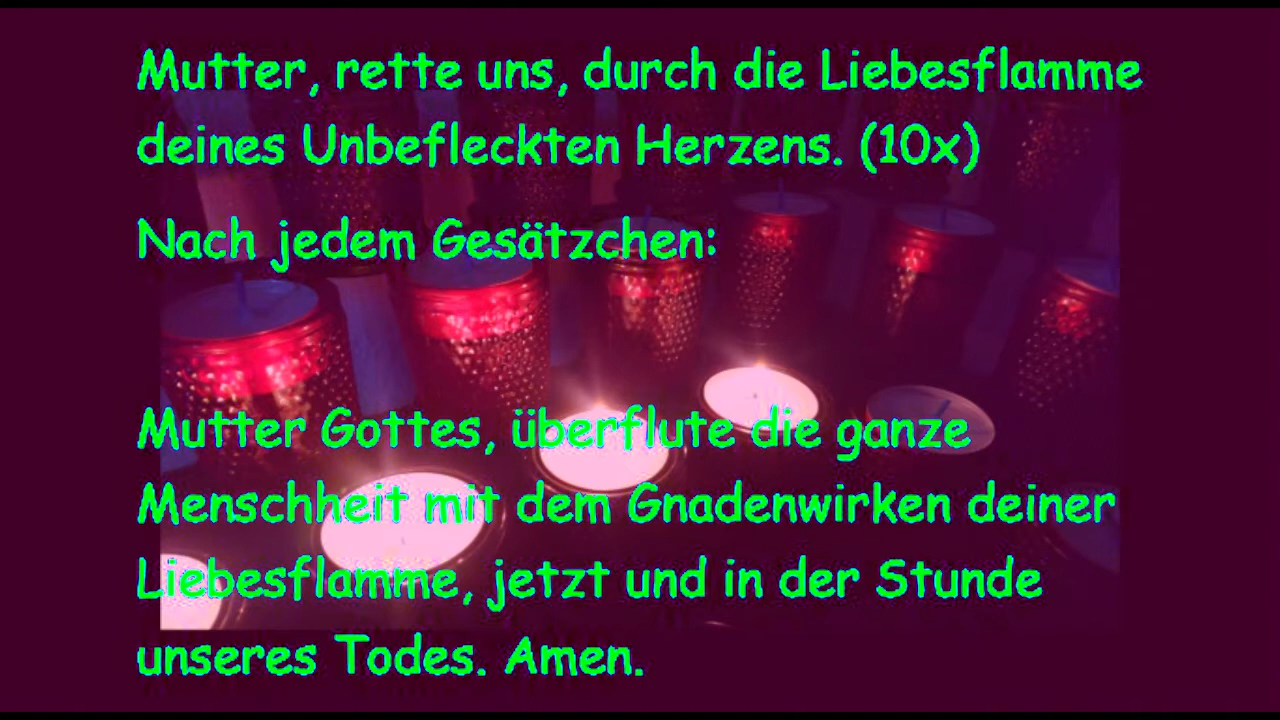 Mutter, rette uns, durch die Liebesflamme
deines Unbefleckten Herzens. (10x)
Nach jedem Gesätzchen:
Mutter Gottes, überflute die ganze
Menschheit mit dem Gnadenwirken deiner
Liebesflamme, jetzt und in der Stunde
unseres Todes. Amen.